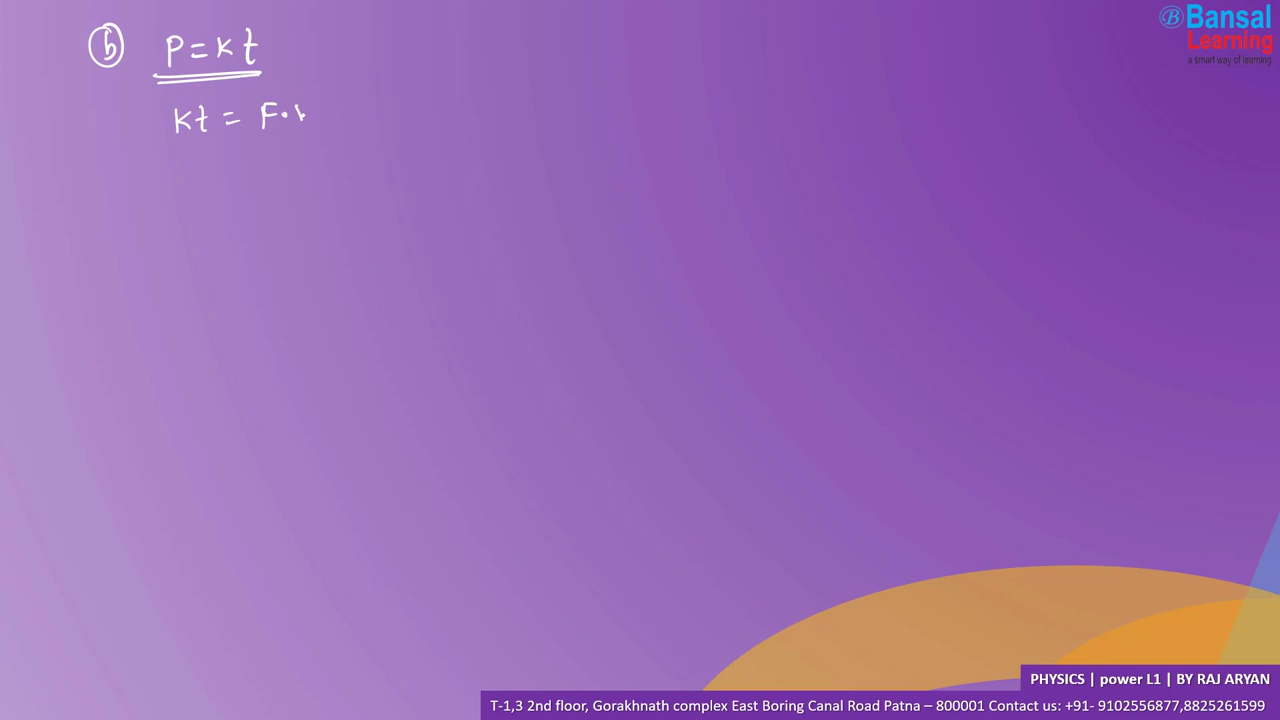 (b) P = Kt
Kt = F.
B Bansal
Learning
a smart way of learning
PHYSICS | power L1 | BY RAJ ARYAN
T-1,3 2nd floor, Gorakhnath complex East Boring Canal Road Patna – 800001 Contact us: +91- 9102556877,8825261599